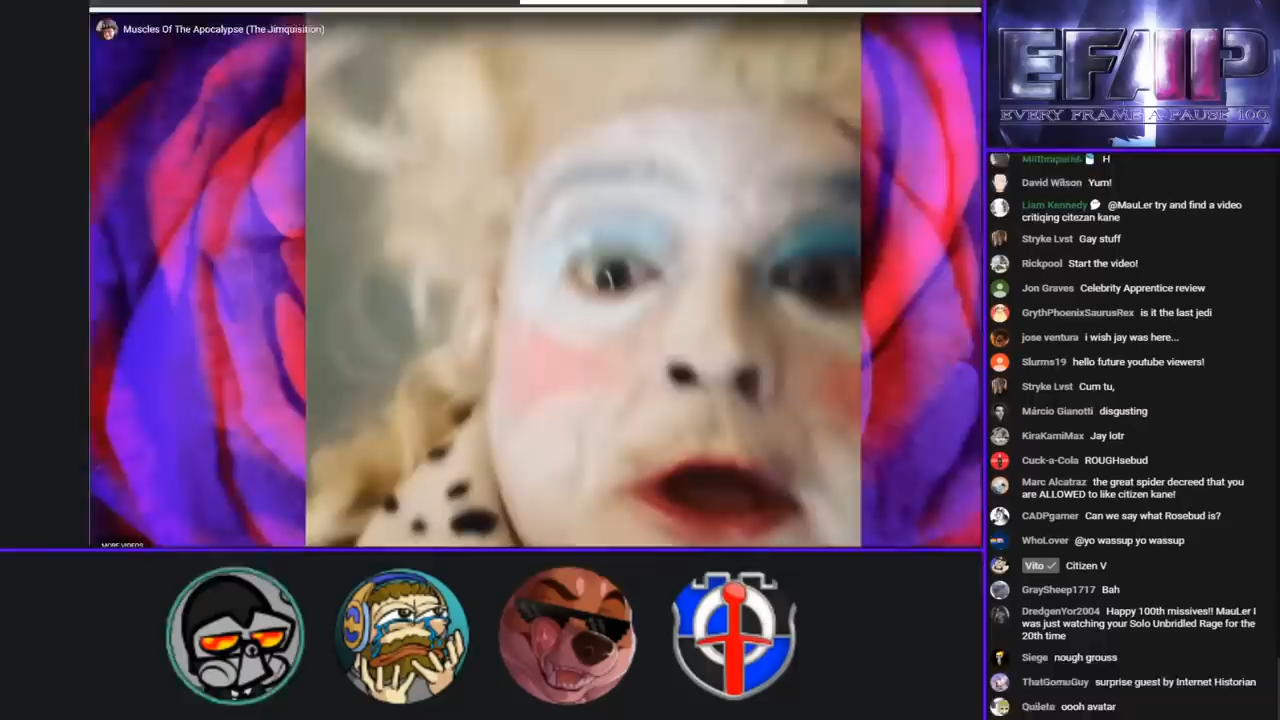 Muscles Of The Apocalypse (The Jimquisition)
EFAP
EVERY FRAME A PAUSE 100
H
David Wilson Yum!
Liam Kennedy @MauLer try and find a video
critiqing citezan kane
Stryke Lvst Gay stuff
Rickpool Start the video!
Jon Graves Celebrity Apprentice review
GrythPhoenixSaurusRex is it the last jedi
jose ventura i wish jay was here...
Slurms19 hello future youtube viewers!
Stryke Lvst Cum tu,
Márcio Gianotti disgusting
KiraKamiMax Jay lotr
Cuck-a-Cola ROUGHsebud
Marc Alcatraz the great spider decreed that you
are ALLOWED to like citizen kane!
CADPgamer Can we say what Rosebud is?
WhoLover @yo wassup yo wassup
Vito Citizen V
GraySheep1717 Bah
DredgenYor2004 Happy 100th missives!! MauLer I
was just watching your Solo Unbridled Rage for the
20th time
Siege nough grouss
ThatGomuGuy surprise guest by Internet Historian
Quilete oooh avatar
MORE VIDEOS